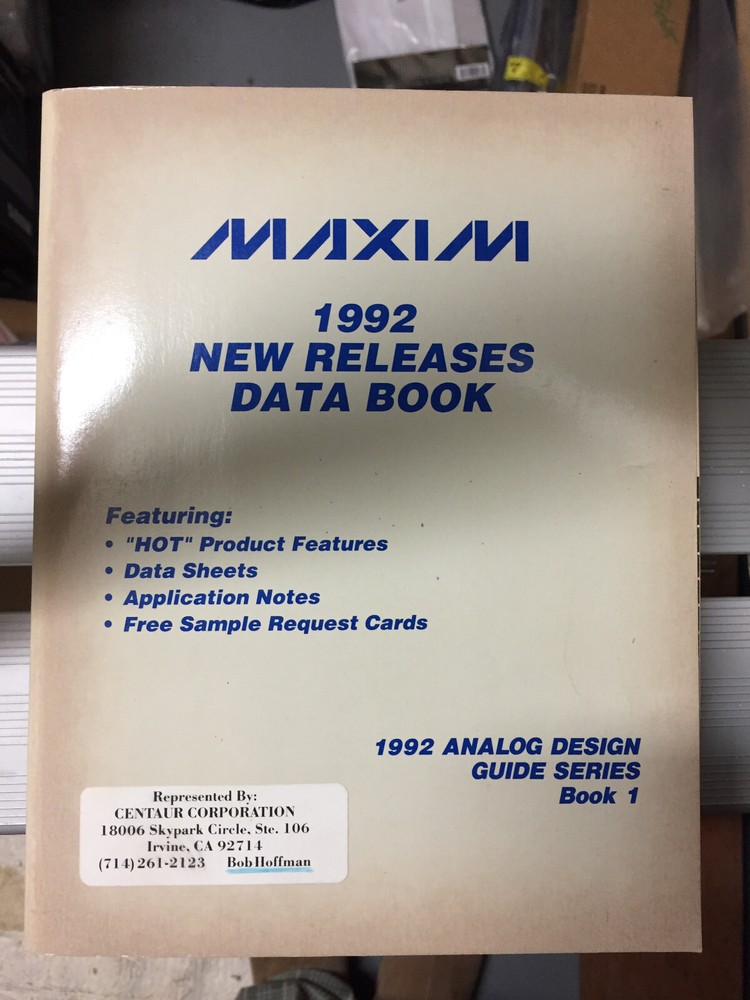 MAXIM
1992
NEW RELEASES
DATA BOOK
Featuring:
• "HOT" Product Features
• Data Sheets
• Application Notes
• Free Sample Request Cards
1992 ANALOG DESIGN
GUIDE SERIES
Book 1
Represented By:
CENTAUR CORPORATION
18006 Skypark Circle, Ste. 106
Irvine, CA 92714
(714) 261-2123 Bob Hoffman